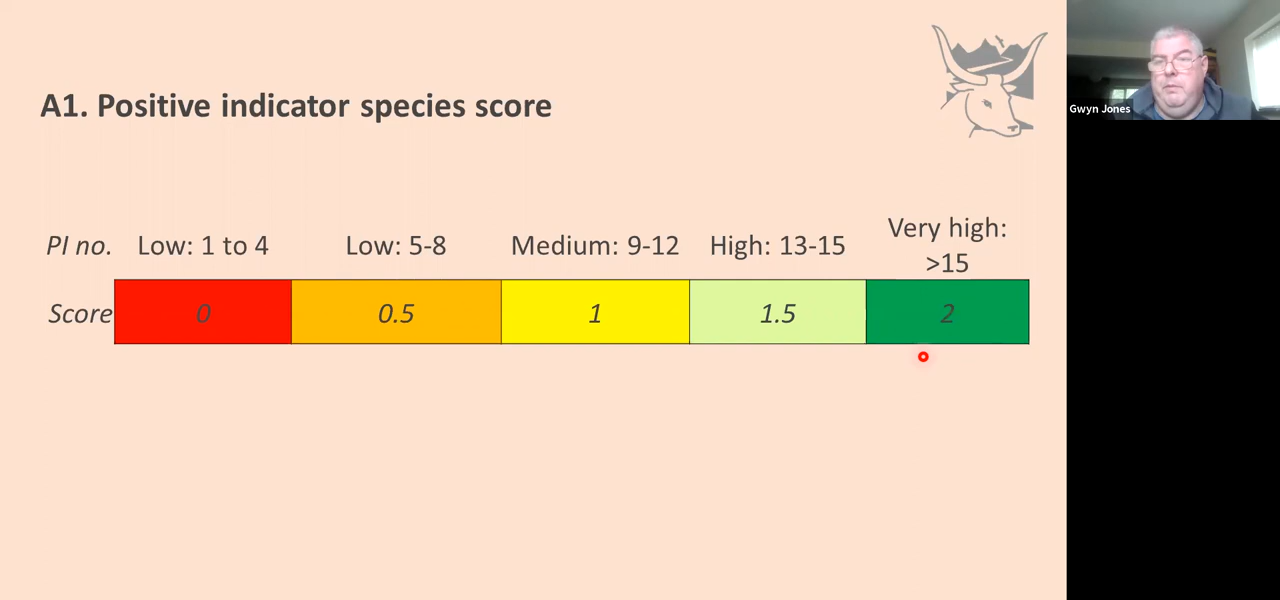 A1. Positive indicator species score
Gwyn Jones
PI no. Low: 1 to 4 Low: 5-8 Medium: 9-12 High: 13-15 Very high:
>15
Score 0 0.5 1 1.5 2